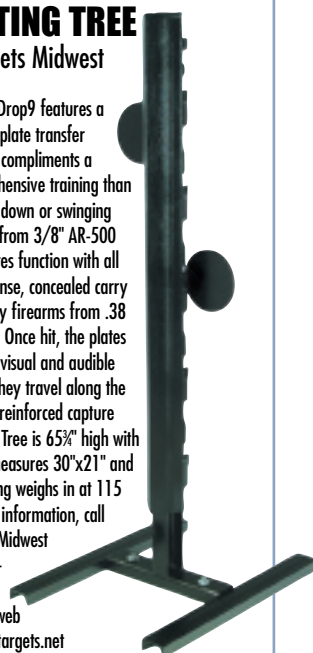 TING TREE
ets Midwest
Drop9 features a
plate transfer
compliments a
hensive training than
down or swinging
from 3/8" AR-500
es function with all
nse, concealed carry
y firearms from .38
Once hit, the plates
visual and audible
hey travel along the
reinforced capture
Tree is 65¾" high with
easures 30"x21" and
ng weighs in at 115
information, call
Midwest
web
targets.net